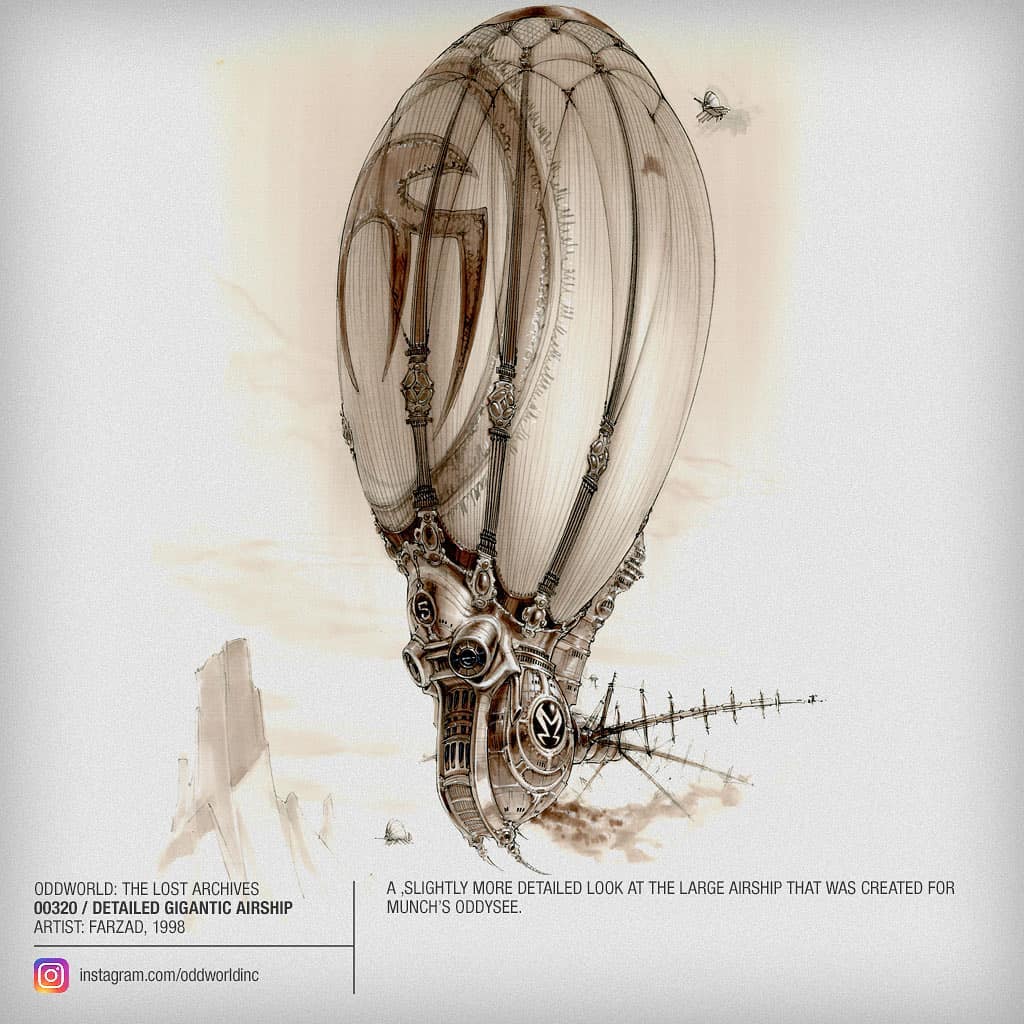 5
ODDWORLD: THE LOST ARCHIVES
00320 / DETAILED GIGANTIC AIRSHIP
ARTIST: FARZAD, 1998
instagram.com/oddworldinc
A ,SLIGHTLY MORE DETAILED LOOK AT THE LARGE AIRSHIP THAT WAS CREATED FOR
MUNCH'S ODDYSEE.